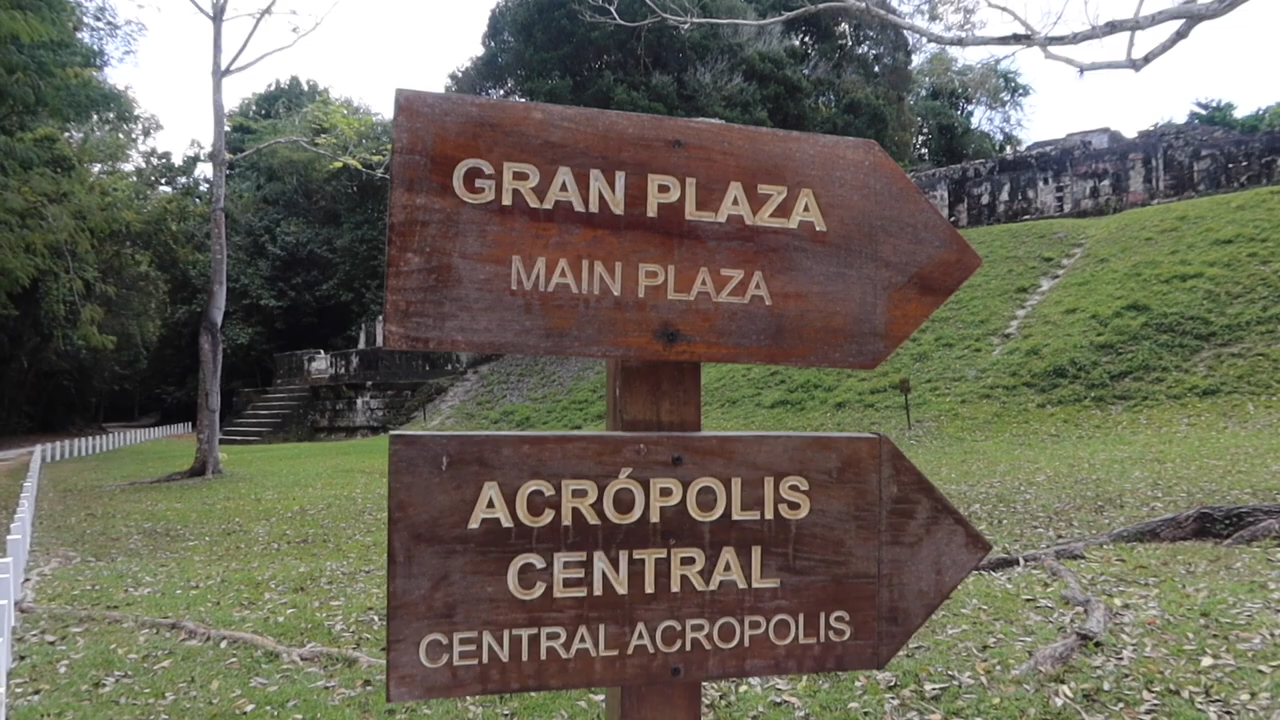 GRAN PLAZA
MAIN PLAZA
ACRÓPOLIS
CENTRAL
CENTRAL ACROPOLIS